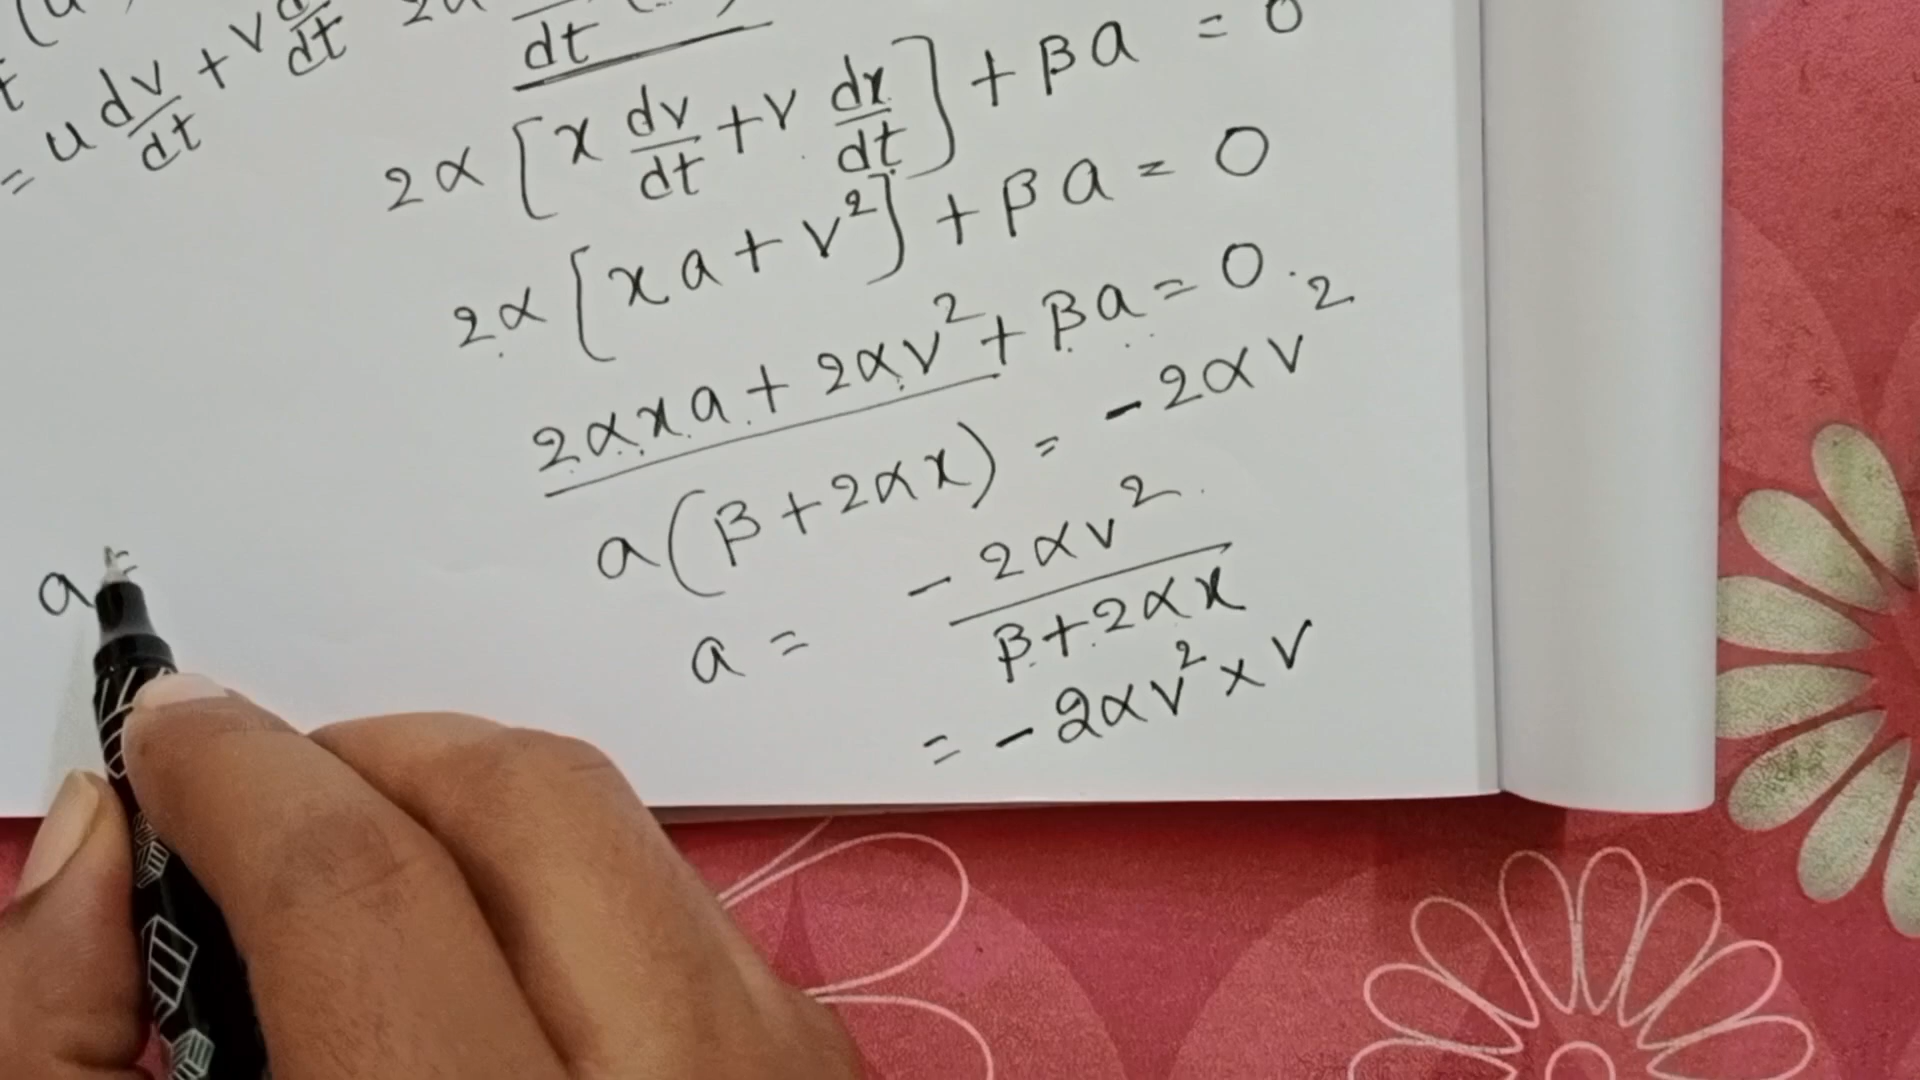 = u dv/dt + v d/dt
2α [x dv/dt + v dx/dt] + βa = 0
2α [xa + v²] + βa = 0
2αxa + 2αv² + βa = 0.
a(β + 2αx) = -2αv²
a = -2αv²/β+2αx
= -2αv² × v
a =